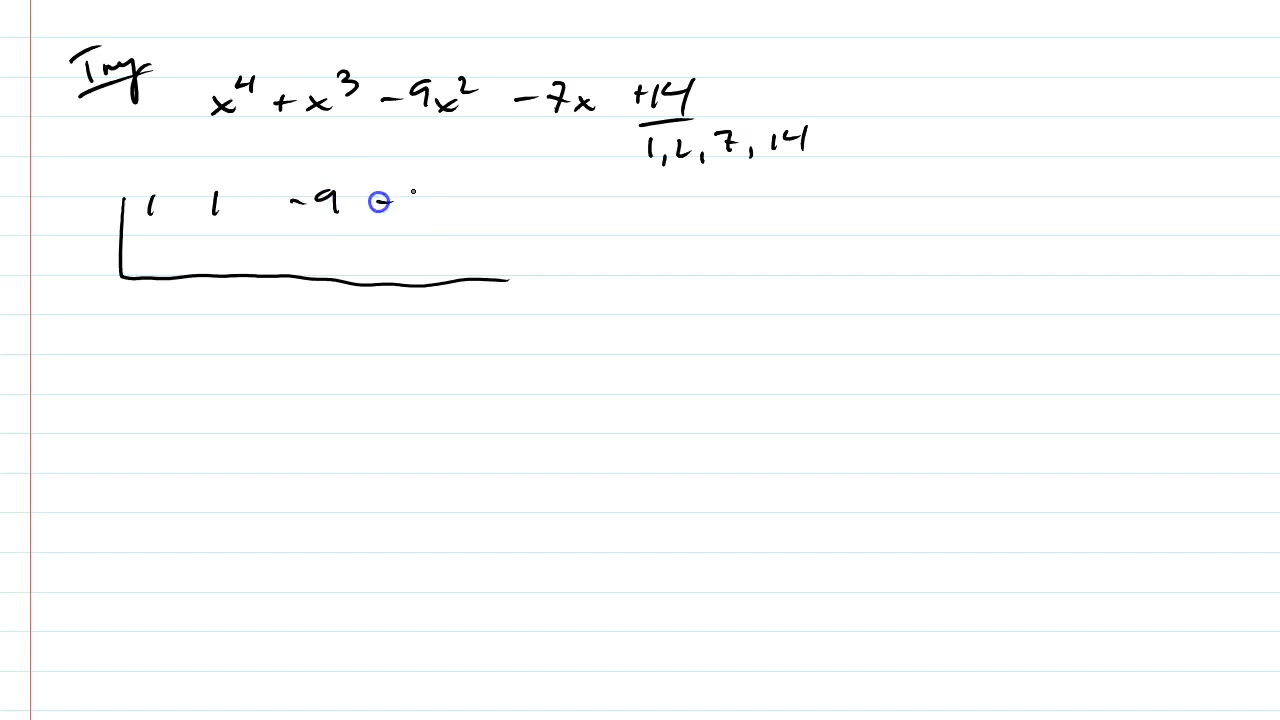 Try
x⁴ + x³ - 9x² - 7x + 14
1, 2, 7, 14
1 1 -9 -